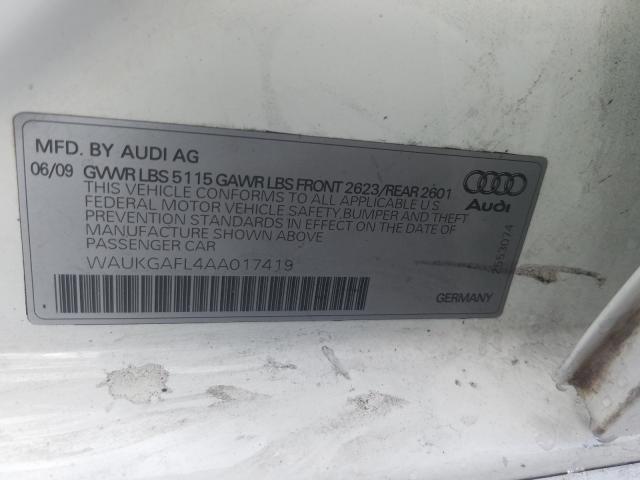 MFD. BY AUDI AG
06/09 GVWR LBS 5115 GAWR LBS FRONT 2623/REAR 2601
THIS VEHICLE CONFORMS TO ALL APPLICABLE U.S.
FEDERAL MOTOR VEHICLE SAFETY, BUMPER AND THEFT
PREVENTION STANDARDS IN EFFECT ON THE DATE OF
MANUFACTURE SHOWN ABOVE
PASSENGER CAR
WAUKGAFL4AA017419
Audi
2553074
GERMANY